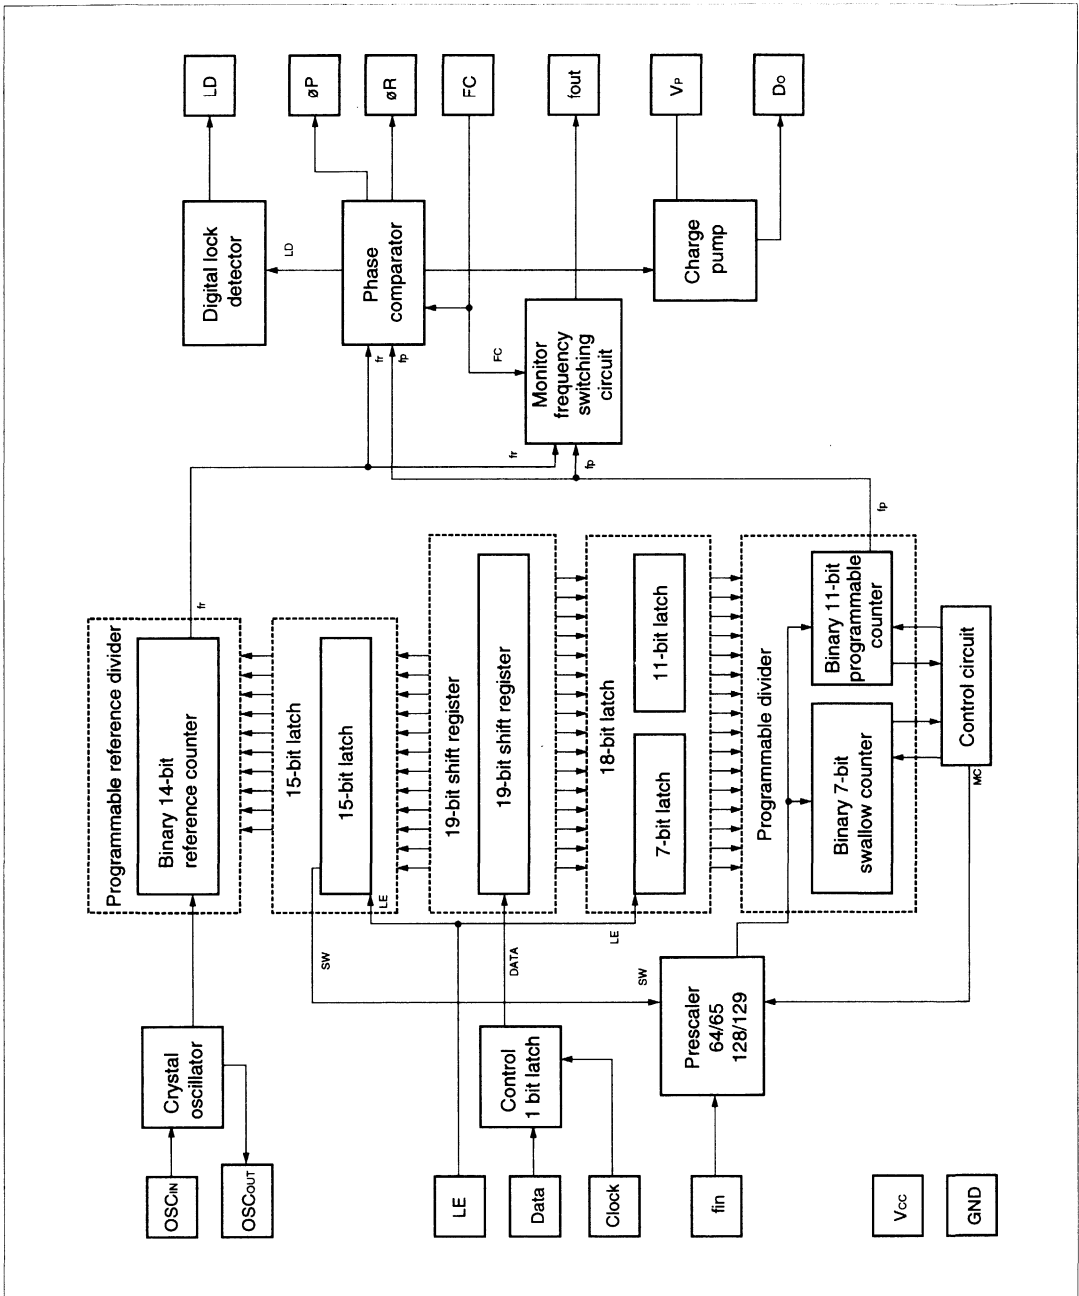 OSCIN
OSCOUT
LE
Data
Clock
fin
VCC
GND
Crystal
oscillator
Control
1 bit latch
Prescaler
64/65
128/129
SW
DATA
SW
LE
LE
MC
Programmable reference divider
Binary 14-bit
reference counter
15-bit latch
15-bit latch
19-bit shift register
19-bit shift register
18-bit latch
7-bit latch
11-bit latch
Programmable divider
Binary 7-bit
swallow counter
Binary 11-bit
programmable
counter
Control circuit
fr
fp
fr
fp
fr
fp
FC
Monitor
frequency
switching
circuit
Digital lock
detector
LD
Phase
comparator
Charge
pump
LD
øP
øR
FC
fout
VP
DO